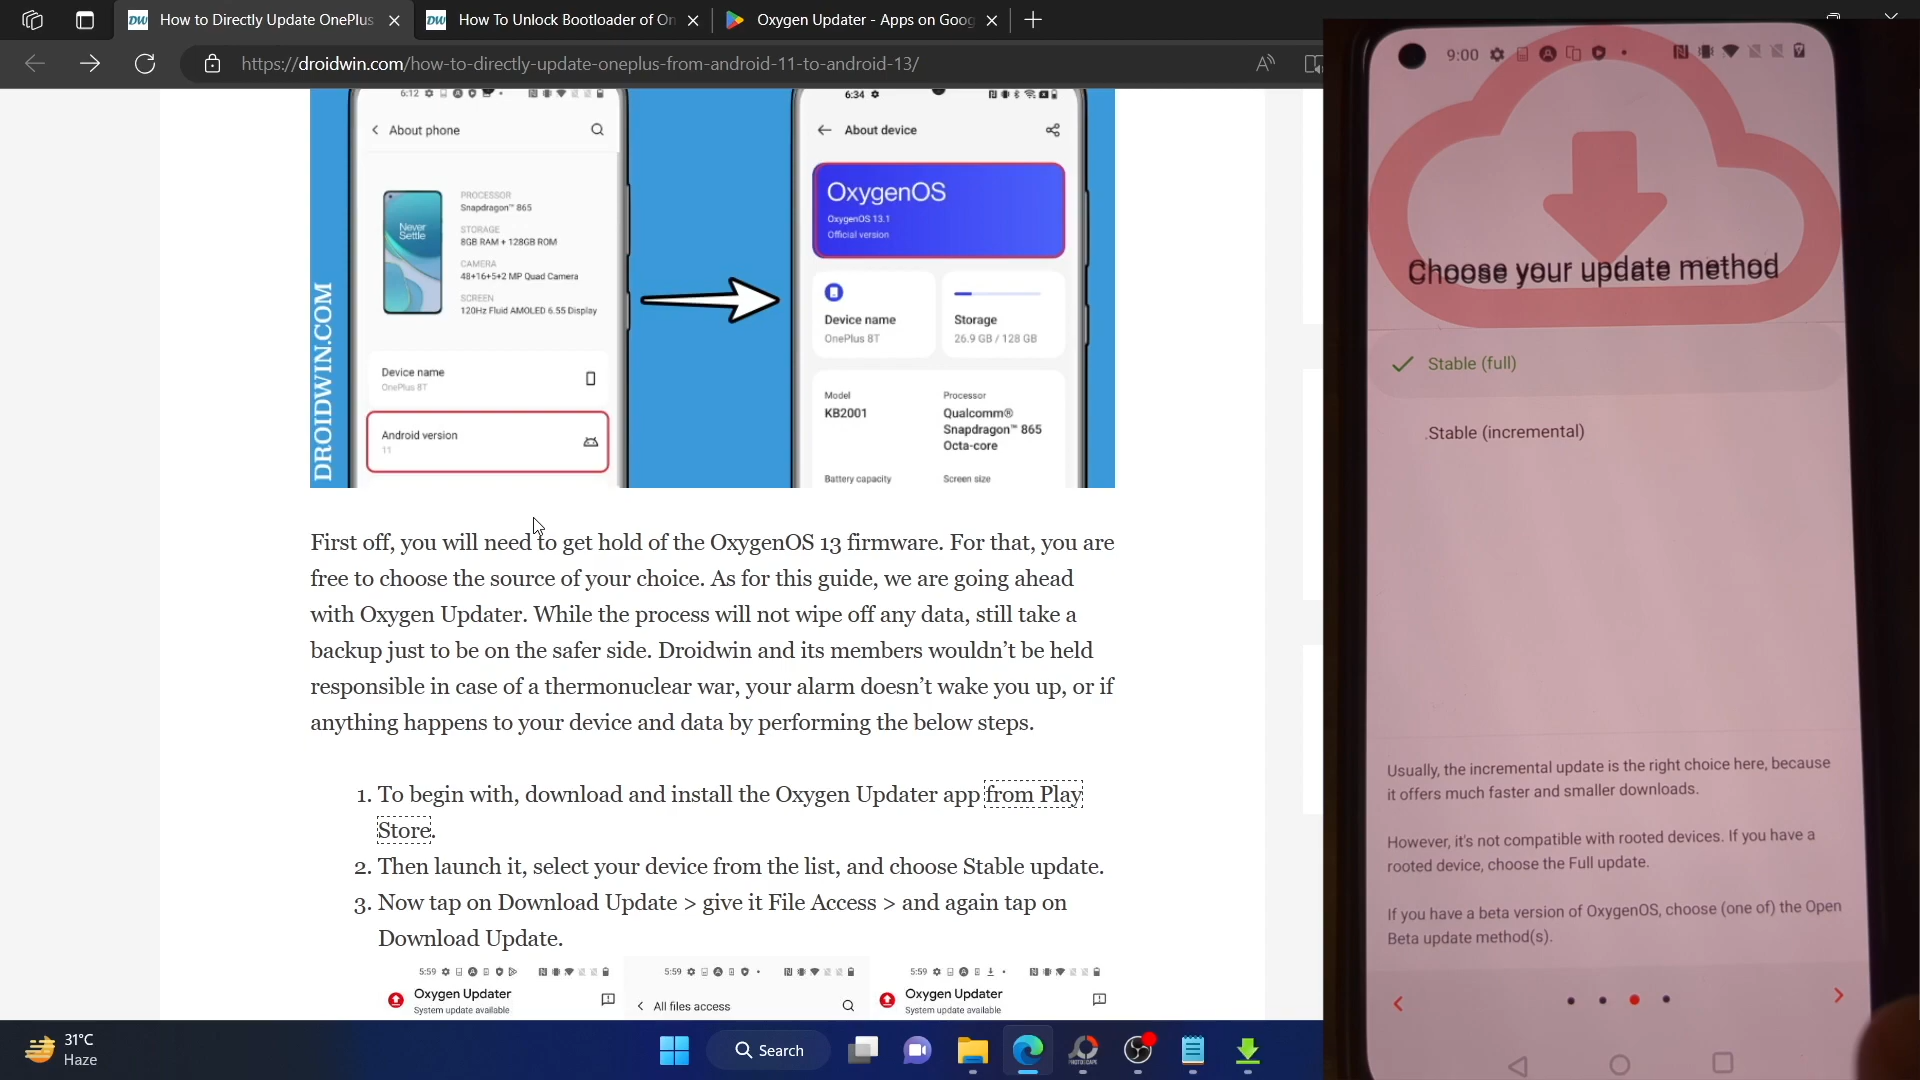 How to Directly Update OnePlus
How To Unlock Bootloader of On
Oxygen Updater - Apps on Goog
https://droidwin.com/how-to-directly-update-oneplus-from-android-11-to-android-13/
6:12
About phone
PROCESSOR
Snapdragon™ 865
STORAGE
8GB RAM + 128GB ROM
CAMERA
48+16+5+2 MP Quad Camera
SCREEN
120Hz Fluid AMOLED 6.55 Display
Never
Settle
Device name
OnePlus 8T
Android version
11
DROIDWIN.COM
6:34
About device
OxygenOS
OxygenOS 13.1
Official version
Device name
OnePlus 8T
Storage
26.9 GB / 128 GB
Model
KB2001
Processor
Qualcomm®
Snapdragon™ 865
Octa-core
Battery capacity
Screen size
First off, you will need to get hold of the OxygenOS 13 firmware. For that, you are
free to choose the source of your choice. As for this guide, we are going ahead
with Oxygen Updater. While the process will not wipe off any data, still take a
backup just to be on the safer side. Droidwin and its members wouldn't be held
responsible in case of a thermonuclear war, your alarm doesn't wake you up, or if
anything happens to your device and data by performing the below steps.
1. To begin with, download and install the Oxygen Updater app from Play
Store.
2. Then launch it, select your device from the list, and choose Stable update.
3. Now tap on Download Update > give it File Access > and again tap on
Download Update.
5:59
Oxygen Updater
System update available
5:59
All files access
5:59
Oxygen Updater
System update available
31°C
Haze
Search
9:00
Choose your update method
Stable (full)
Stable (incremental)
Usually, the incremental update is the right choice here, because
it offers much faster and smaller downloads.
However, it's not compatible with rooted devices. If you have a
rooted device, choose the Full update.
If you have a beta version of OxygenOS, choose (one of) the Open
Beta update method(s).